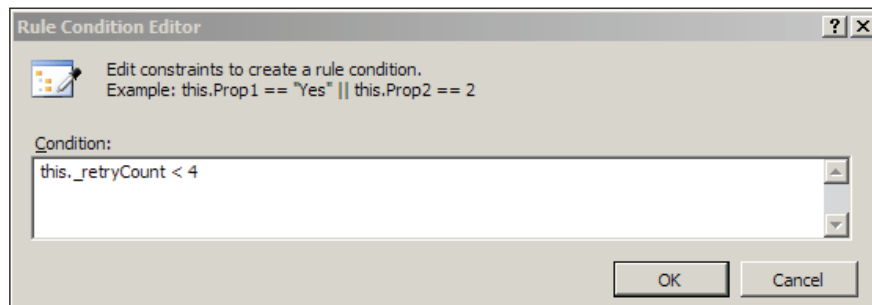 Rule Condition Editor
Edit constraints to create a rule condition.
Example: this.Prop1 == "Yes" || this.Prop2 == 2
Condition:
this._retryCount < 4
OK Cancel